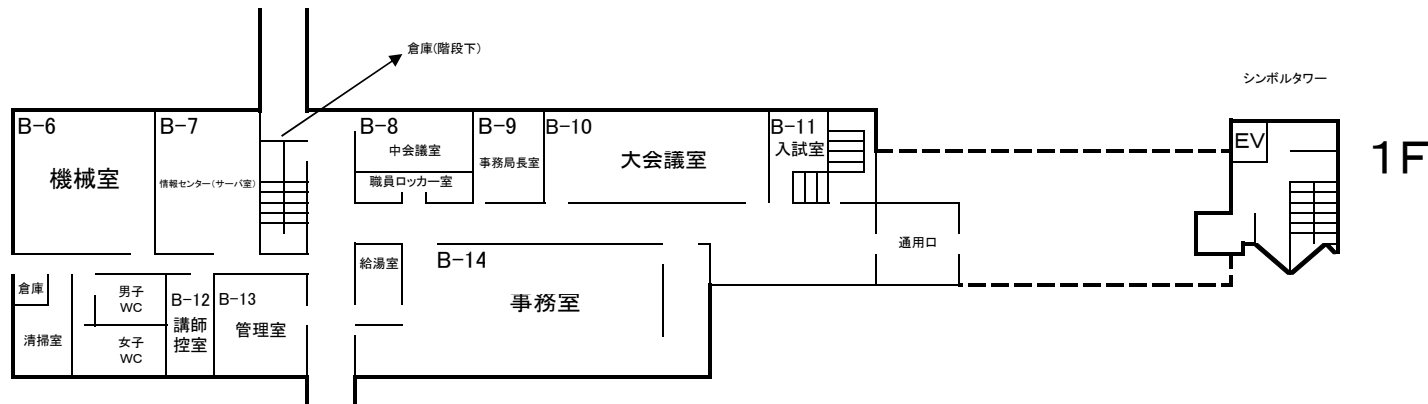 倉庫(階段下)
シンボルタワー
B-6
機械室
B-7
情報センター(サーバ室)
B-8
中会議室
職員ロッカー室
B-9
事務局長室
B-10
大会議室
B-11
入試室
EV
1F
通用口
倉庫
清掃室
男子
WC
女子
WC
B-12
講師
控室
B-13
管理室
給湯室
B-14
事務室